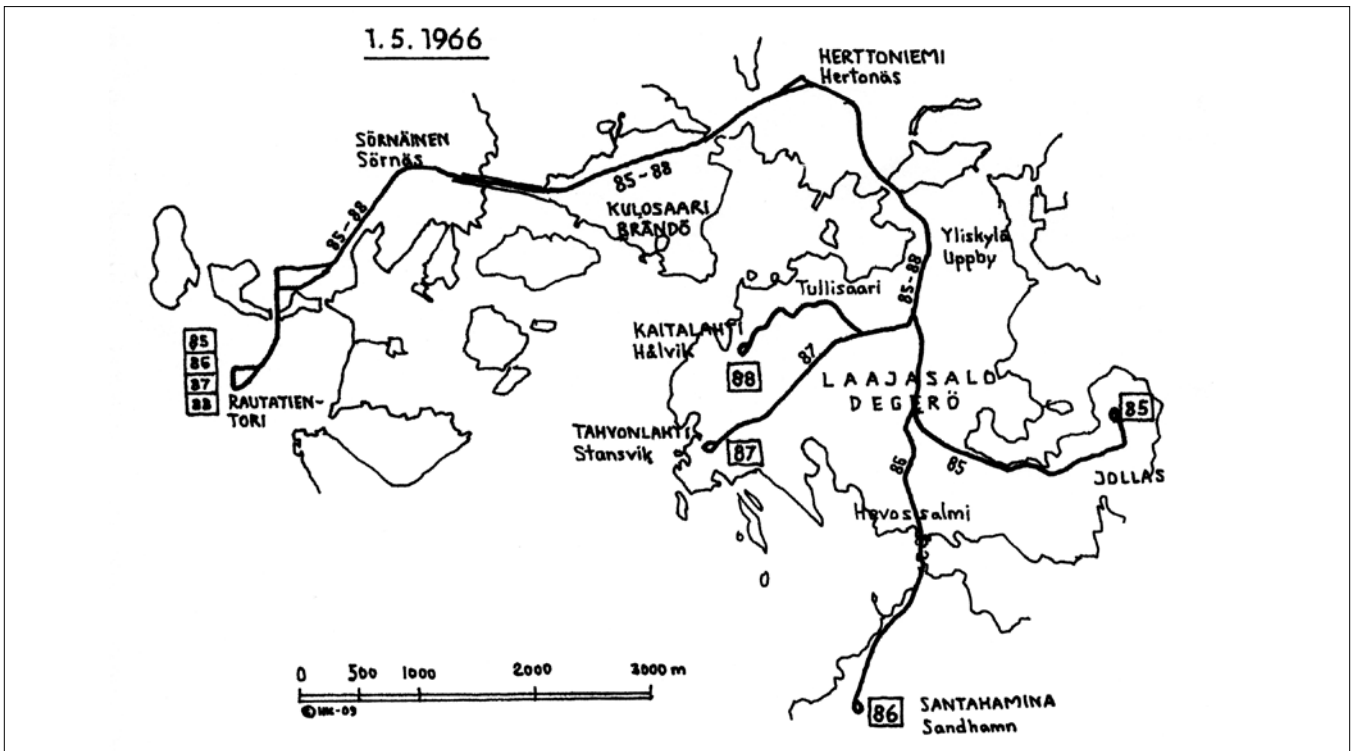 1.5.1966
HERTTONIEMI
Hertonäs
SÖRNÄINEN
Sörnäs
85-88
KULOSAARI
BRÄNDÖ
85-88
Yliskylä
Uppby
85-88
Tullisaari
KAITALAHTI
Hålvik
88
87
85
86
87
88
RAUTATIEN-
TORI
LAAJASALO
DEGERÖ
85
TAHVONLAHTI
Stansvik
87
86
85
JOLLAS
Hevossalmi
0 500 1000 2000 3000 m
©HK-09
86
SANTAHAMINA
Sandhamn